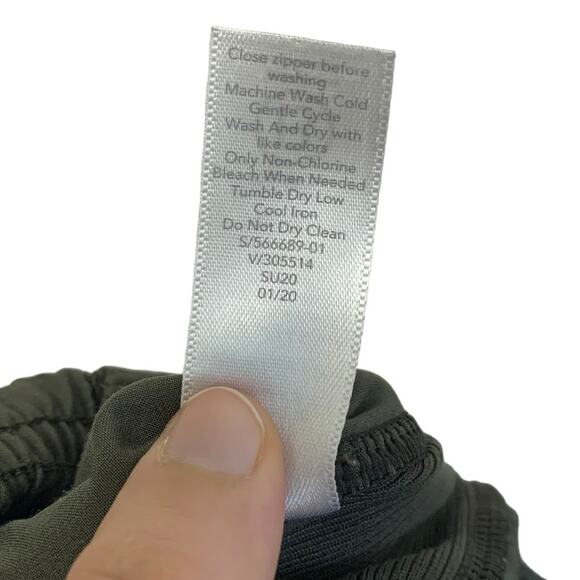 Close zipper before
washing
Machine Wash Cold
Gentle Cycle
Wash And Dry with
like colors
Only Non-Chlorine
Bleach When Needed
Tumble Dry Low
Cool Iron
Do Not Dry Clean
S/566689-01
V/305514
SU20
01/20